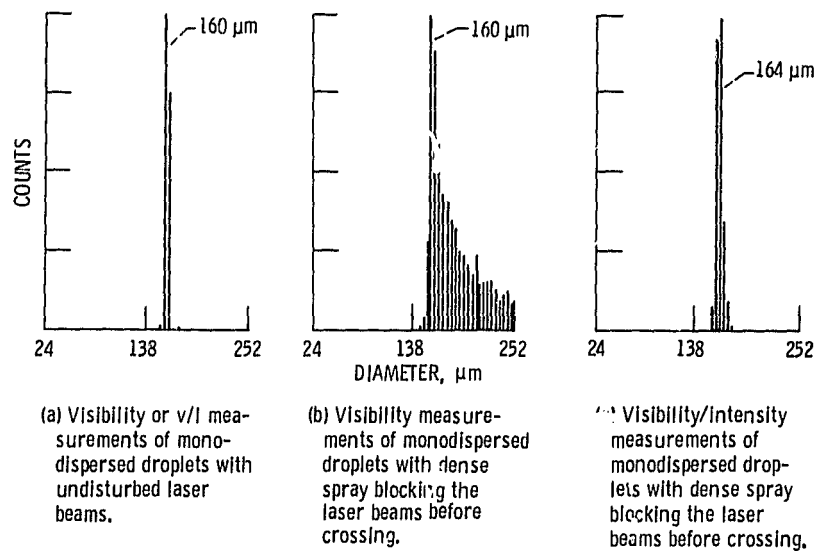 160 µm
160 µm
164 µm
COUNTS
24
138
252
24
138
252
24
138
252
DIAMETER, µm
(a) Visibility or v/I mea-
surements of mono-
dispersed droplets with
undisturbed laser
beams.
(b) Visibility measure-
ments of monodispersed
droplets with dense
spray blocking the
laser beams before
crossing.
Visibility/intensity
measurements of
monodispersed drop-
lets with dense spray
blocking the laser
beams before crossing.